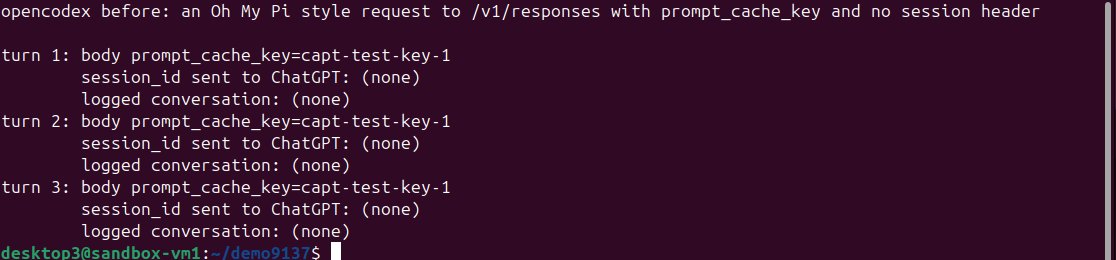 opencodex before: an Oh My Pi style request to /v1/responses with prompt_cache_key and no session header
turn 1: body prompt_cache_key=capt-test-key-1
session_id sent to ChatGPT: (none)
logged conversation: (none)
turn 2: body prompt_cache_key=capt-test-key-1
session_id sent to ChatGPT: (none)
logged conversation: (none)
turn 3: body prompt_cache_key=capt-test-key-1
session_id sent to ChatGPT: (none)
logged conversation: (none)
desktop3@sandbox-vm1:~/demo9137$